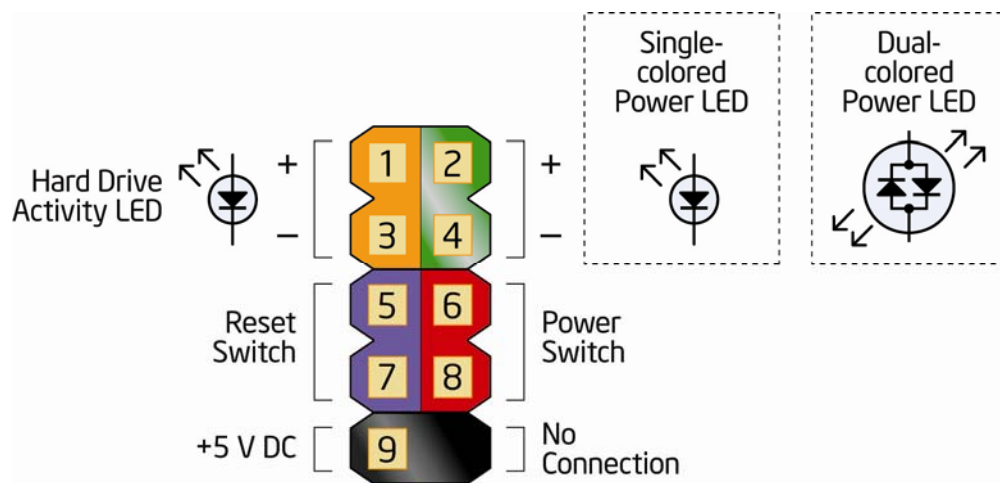 Single-
colored
Power LED
Dual-
colored
Power LED
Hard Drive
Activity LED
+
−
1
2
3
4
+
−
Reset
Switch
5
6
7
8
Power
Switch
+5 V DC
9
No
Connection